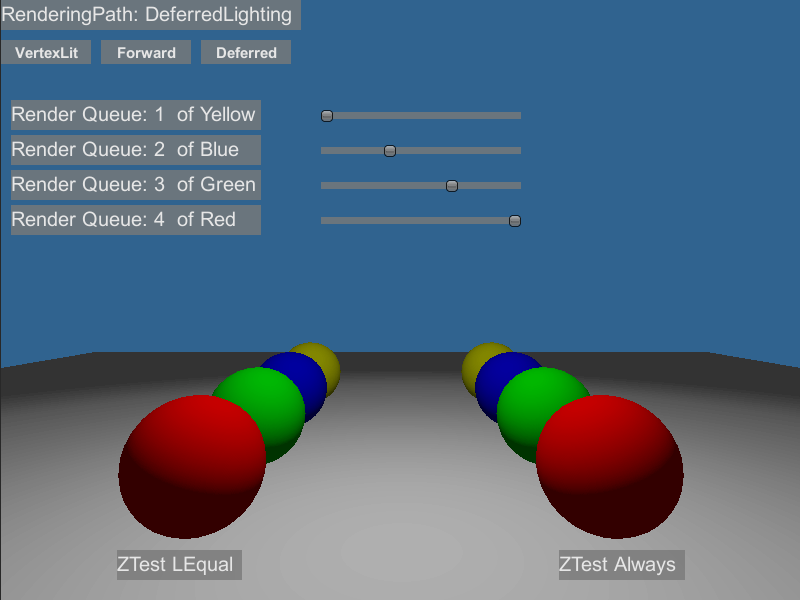 RenderingPath: DeferredLighting
VertexLit Forward Deferred
Render Queue: 1 of Yellow
Render Queue: 2 of Blue
Render Queue: 3 of Green
Render Queue: 4 of Red
ZTest LEqual ZTest Always